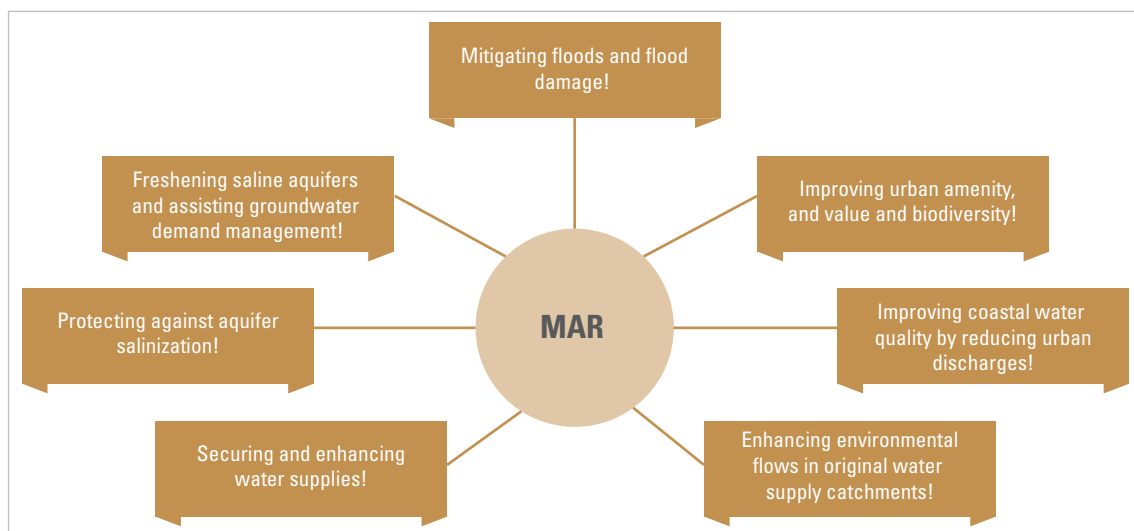 Mitigating floods and flood
damage!
Freshening saline aquifers
and assisting groundwater
demand management!
Improving urban amenity,
and value and biodiversity!
Protecting against aquifer
salinization!
MAR
Improving coastal water
quality by reducing urban
discharges!
Securing and enhancing
water supplies!
Enhancing environmental
flows in original water
supply catchments!